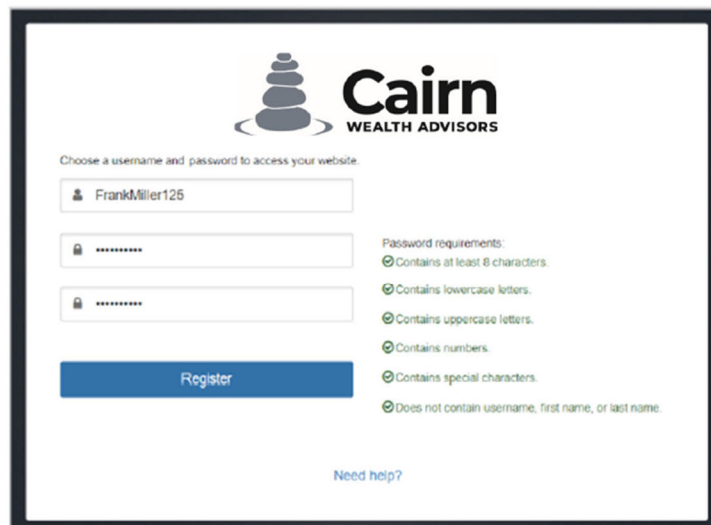 Cairn
WEALTH ADVISORS
Choose a username and password to access your website.
FrankMiller125
••••••••••
••••••••••
Register
Password requirements:
Contains at least 8 characters.
Contains lowercase letters.
Contains uppercase letters.
Contains numbers.
Contains special characters.
Does not contain username, first name, or last name.
Need help?